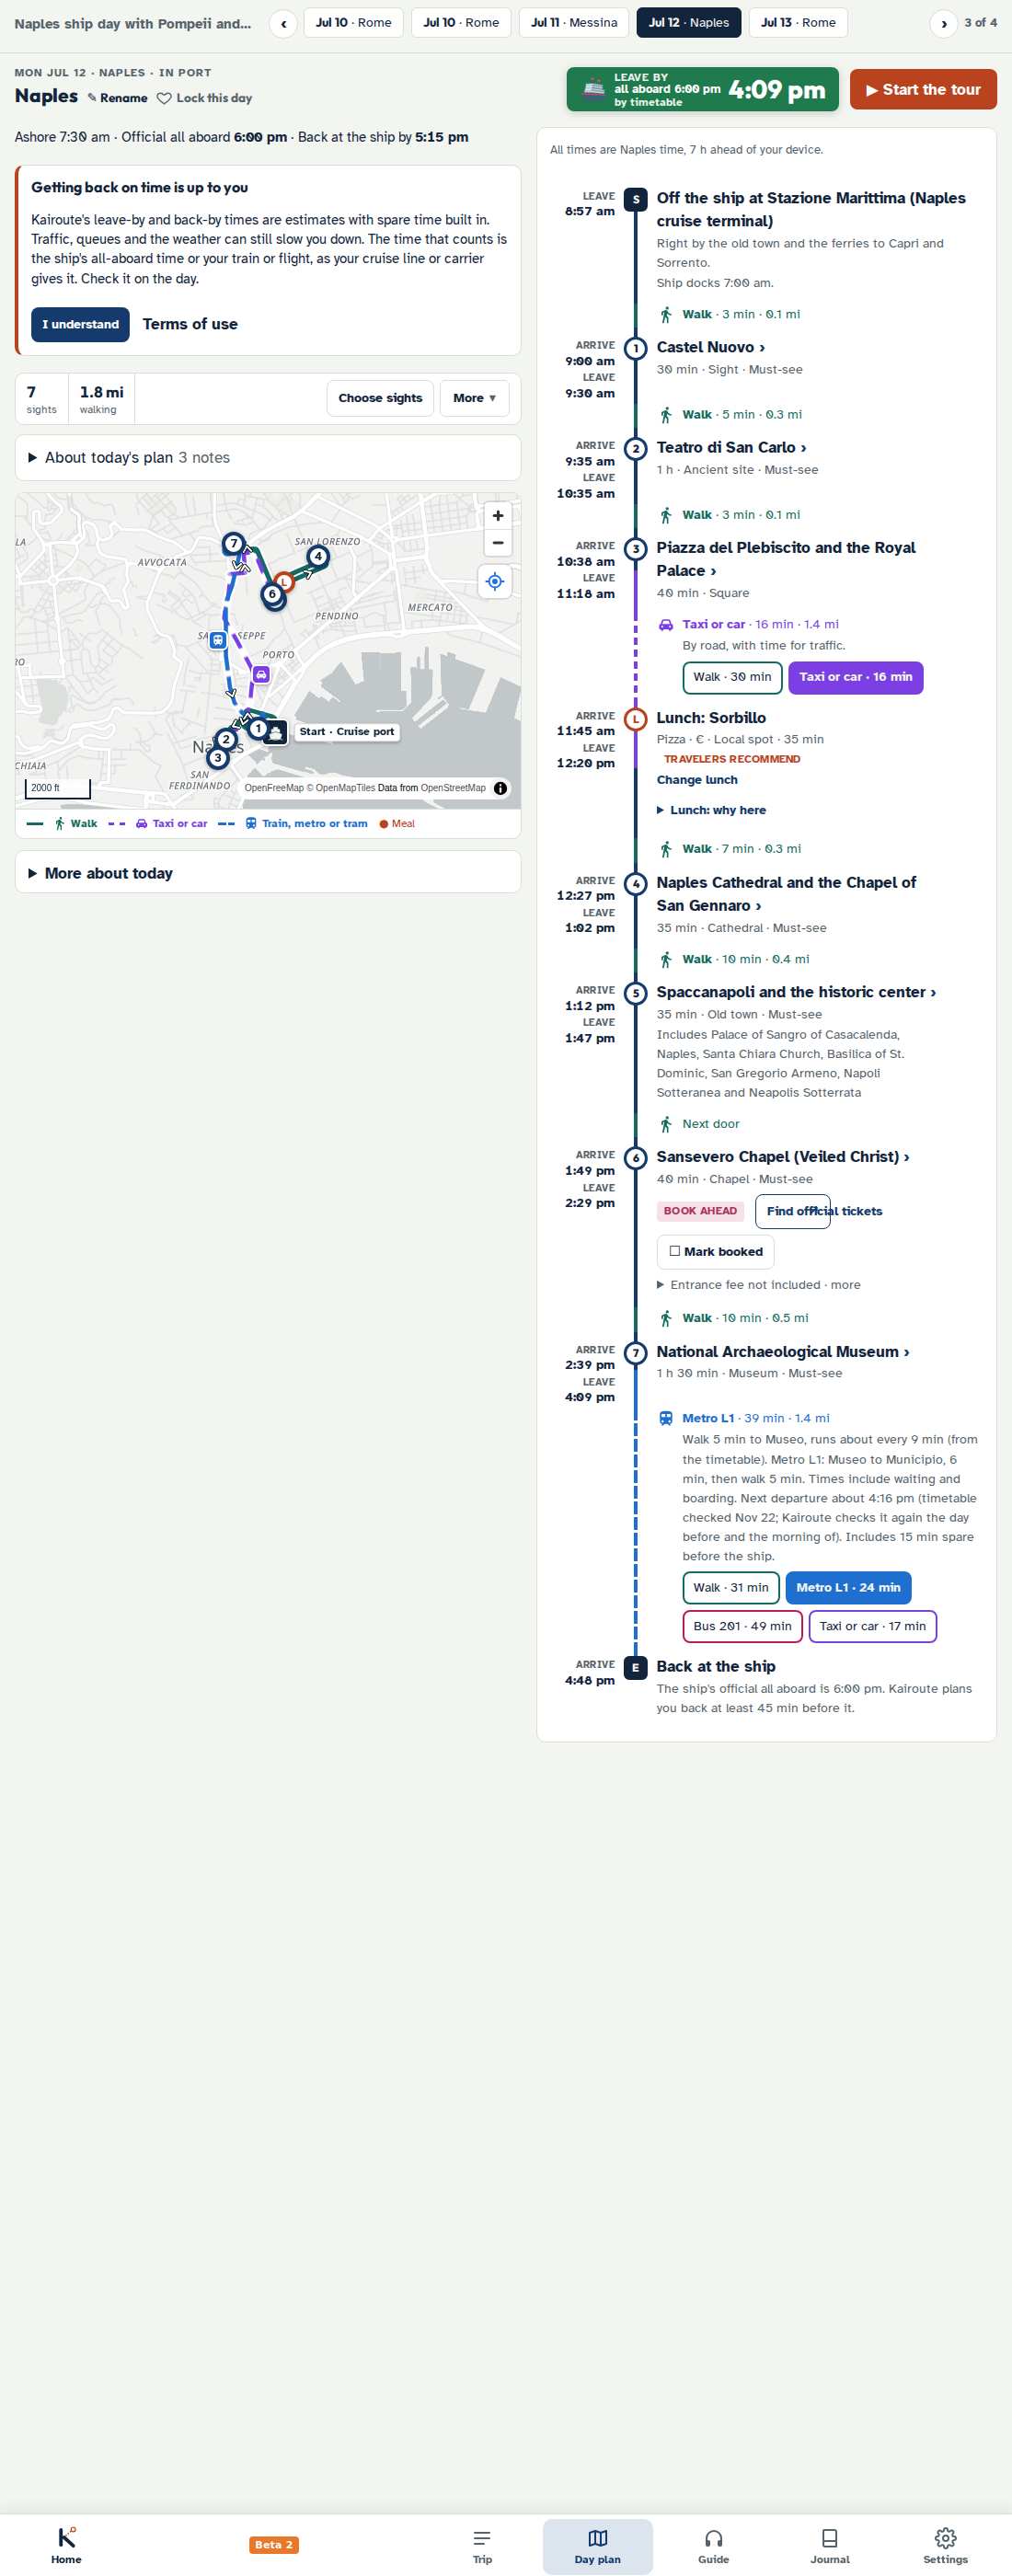 Naples ship day with Pompeii and...
‹
Jul 10 · Rome
Jul 10 · Rome
Jul 11 · Messina
Jul 12 · Naples
Jul 13 · Rome
›
3 of 4
MON JUL 12 · NAPLES · IN PORT
Naples
✎ Rename
Lock this day
LEAVE BY
all aboard 6:00 pm
by timetable
4:09 pm
▶ Start the tour
Ashore 7:30 am · Official all aboard 6:00 pm · Back at the ship by 5:15 pm
Getting back on time is up to you
Kairoute's leave-by and back-by times are estimates with spare time built in.
Traffic, queues and the weather can still slow you down. The time that counts is
the ship's all-aboard time or your train or flight, as your cruise line or carrier
gives it. Check it on the day.
I understand
Terms of use
7
sights
1.8 mi
walking
Choose sights
More ▼
▶ About today's plan 3 notes
LA
AVVOCATA
SAN LORENZO
7
4
L
6
MERCATO
PENDINO
SA
SEPPE
PORTO
1
2
3
Start · Cruise port
CHIAIA
SAN
FERDINANDO
2000 ft
OpenFreeMap © OpenMapTiles Data from OpenStreetMap
Walk
Taxi or car
Train, metro or tram
Meal
▶ More about today
All times are Naples time, 7 h ahead of your device.
LEAVE
8:57 am
S
Off the ship at Stazione Marittima (Naples
cruise terminal)
Right by the old town and the ferries to Capri and
Sorrento.
Ship docks 7:00 am.
Walk · 3 min · 0.1 mi
ARRIVE
9:00 am
LEAVE
9:30 am
1
Castel Nuovo ›
30 min · Sight · Must-see
Walk · 5 min · 0.3 mi
ARRIVE
9:35 am
LEAVE
10:35 am
2
Teatro di San Carlo ›
1 h · Ancient site · Must-see
Walk · 3 min · 0.1 mi
ARRIVE
10:38 am
LEAVE
11:18 am
3
Piazza del Plebiscito and the Royal
Palace ›
40 min · Square
Taxi or car · 16 min · 1.4 mi
By road, with time for traffic.
Walk · 30 min
Taxi or car · 16 min
ARRIVE
11:45 am
LEAVE
12:20 pm
L
Lunch: Sorbillo
Pizza · € · Local spot · 35 min
TRAVELERS RECOMMEND
Change lunch
▶ Lunch: why here
Walk · 7 min · 0.3 mi
ARRIVE
12:27 pm
LEAVE
1:02 pm
4
Naples Cathedral and the Chapel of
San Gennaro ›
35 min · Cathedral · Must-see
Walk · 10 min · 0.4 mi
ARRIVE
1:12 pm
LEAVE
1:47 pm
5
Spaccanapoli and the historic center ›
35 min · Old town · Must-see
Includes Palace of Sangro of Casacalenda,
Naples, Santa Chiara Church, Basilica of St.
Dominic, San Gregorio Armeno, Napoli
Sotteranea and Neapolis Sotterrata
Next door
ARRIVE
1:49 pm
LEAVE
2:29 pm
6
Sansevero Chapel (Veiled Christ) ›
40 min · Chapel · Must-see
BOOK AHEAD
Find official tickets
Mark booked
▶ Entrance fee not included · more
Walk · 10 min · 0.5 mi
ARRIVE
2:39 pm
LEAVE
4:09 pm
7
National Archaeological Museum ›
1 h 30 min · Museum · Must-see
Metro L1 · 39 min · 1.4 mi
Walk 5 min to Museo, runs about every 9 min (from
the timetable). Metro L1: Museo to Municipio, 6
min, then walk 5 min. Times include waiting and
boarding. Next departure about 4:16 pm (timetable
checked Nov 22; Kairoute checks it again the day
before and the morning of). Includes 15 min spare
before the ship.
Walk · 31 min
Metro L1 · 24 min
Bus 201 · 49 min
Taxi or car · 17 min
ARRIVE
4:48 pm
E
Back at the ship
The ship's official all aboard is 6:00 pm. Kairoute plans
you back at least 45 min before it.
Home
Beta 2
Trip
Day plan
Guide
Journal
Settings